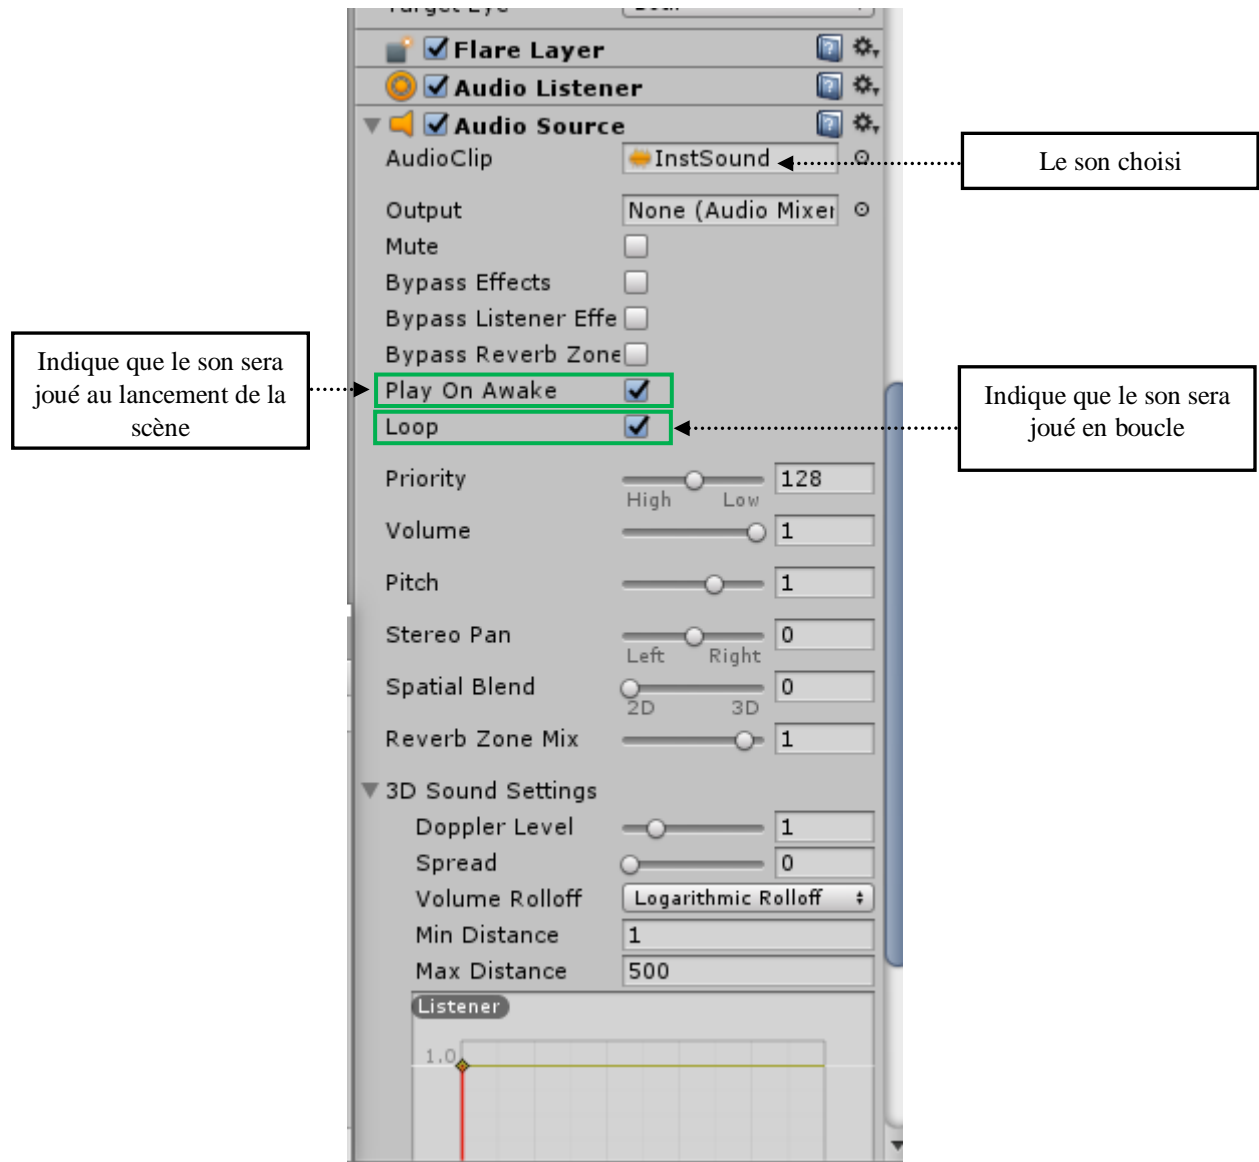 Target Eye Both
Flare Layer
Audio Listener
Audio Source
AudioClip InstSound
Le son choisi
Output None (Audio Mixer
Mute
Bypass Effects
Bypass Listener Effe
Bypass Reverb Zone
Indique que le son sera
joué au lancement de la
scène
Play On Awake
Loop
Indique que le son sera
joué en boucle
Priority 128
High Low
Volume 1
Pitch 1
Stereo Pan 0
Left Right
Spatial Blend 0
2D 3D
Reverb Zone Mix 1
3D Sound Settings
Doppler Level 1
Spread 0
Volume Rolloff Logarithmic Rolloff
Min Distance 1
Max Distance 500
Listener
1.0